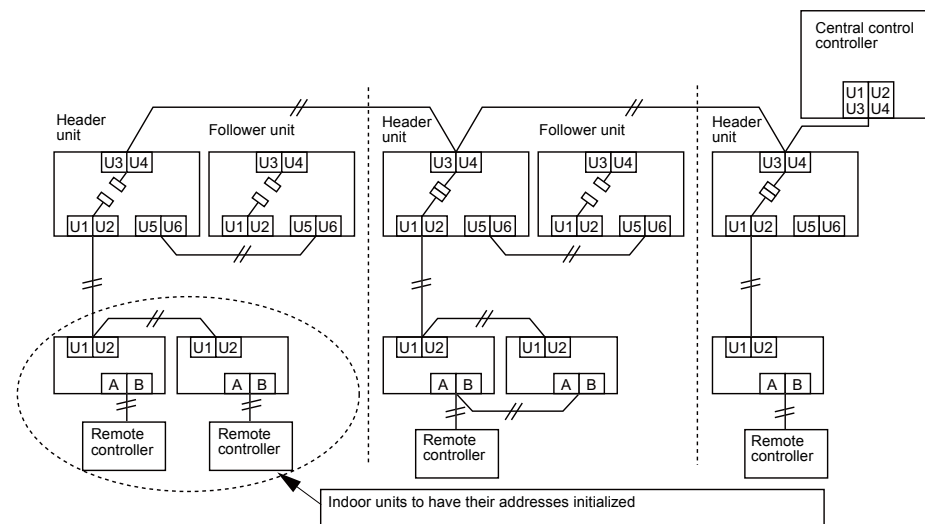 Central control
controller
U1 U2
U3 U4
Header
unit
Follower unit
Header
unit
Follower unit
Header
unit
U3 U4
U3 U4
U3 U4
U3 U4
U3 U4
U1 U2
U5 U6
U1 U2
U5 U6
U1 U2
U5 U6
U1 U2
U5 U6
U1 U2
U5 U6
U1 U2
U1 U2
U1 U2
U1 U2
U1 U2
A B
A B
A B
A B
A B
Remote
controller
Remote
controller
Remote
controller
Remote
controller
Indoor units to have their addresses initialized